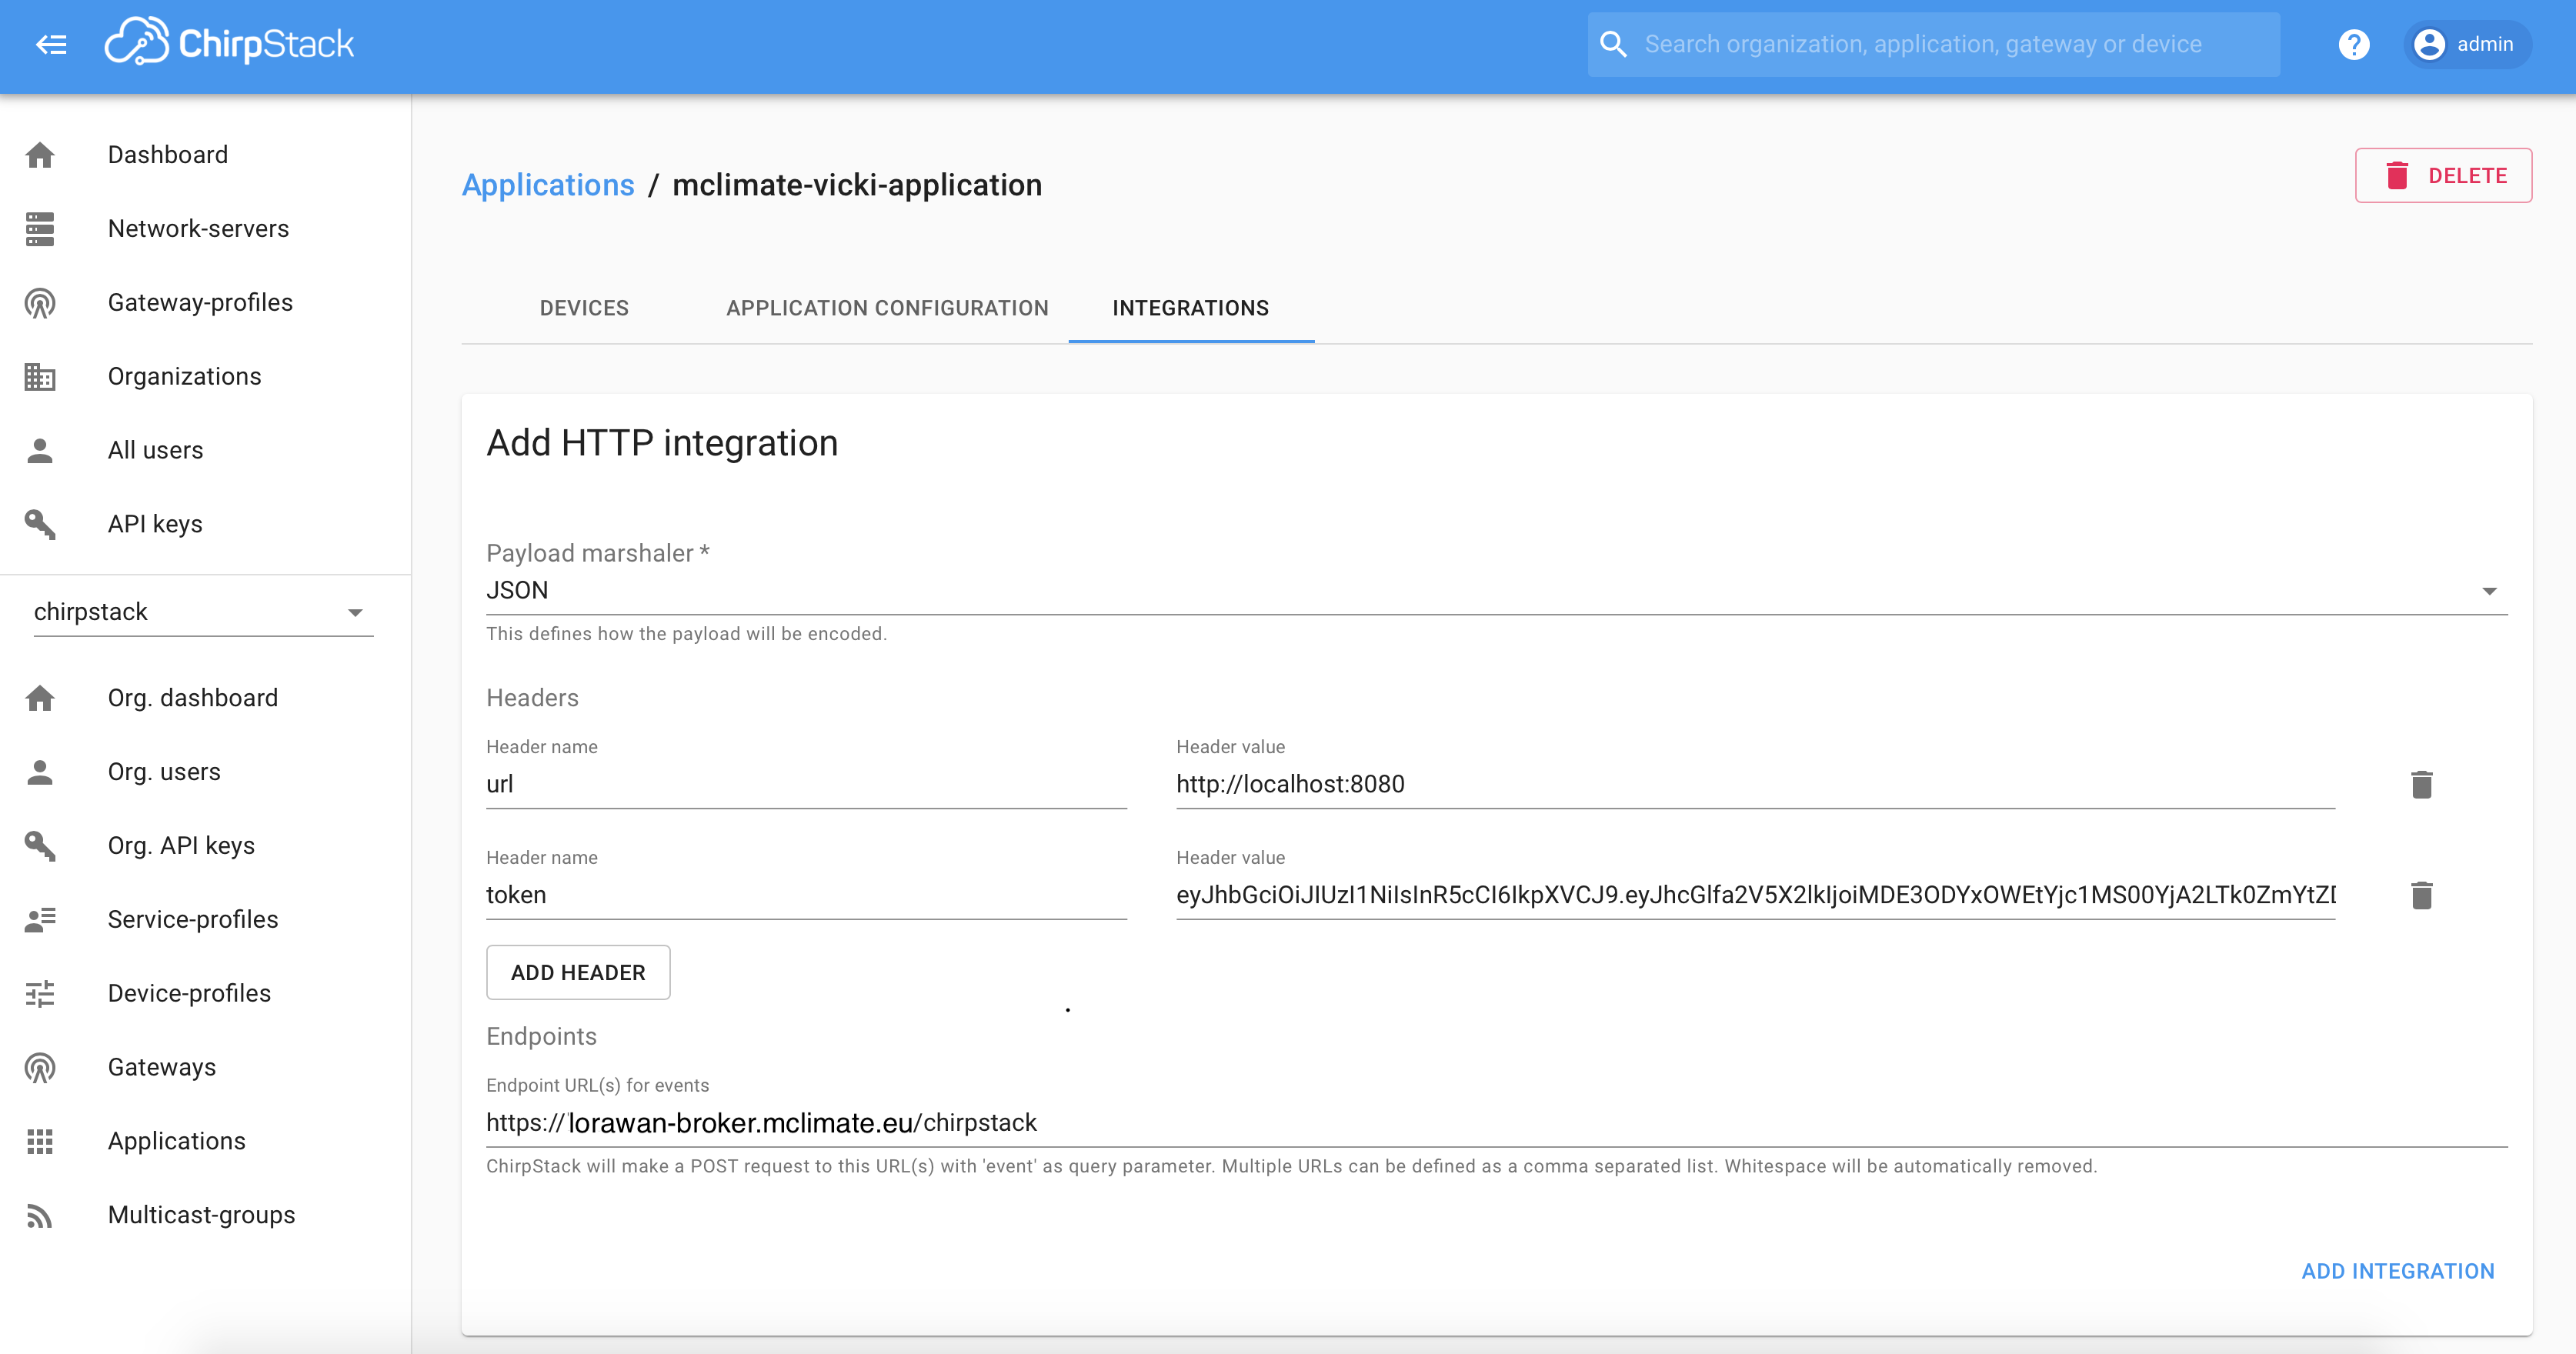 ChirpStack
Search organization, application, gateway or device
? admin
Dashboard
Network-servers
Gateway-profiles
Organizations
All users
API keys
chirpstack
Org. dashboard
Org. users
Org. API keys
Service-profiles
Device-profiles
Gateways
Applications
Multicast-groups
Applications / mclimate-vicki-application
DELETE
DEVICES APPLICATION CONFIGURATION INTEGRATIONS
Add HTTP integration
Payload marshaler *
JSON
This defines how the payload will be encoded.
Headers
Header name Header value
url http://localhost:8080
Header name Header value
token eyJhbGciOiJIUzI1NiIsInR5cCI6IkpXVCJ9.eyJhcGlfa2V5X2lkIjoiMDE3ODYxOWEtYjc1MS00YjA2LTk0ZmYtZD
ADD HEADER
Endpoints
Endpoint URL(s) for events
https://lorawan-broker.mclimate.eu/chirpstack
ChirpStack will make a POST request to this URL(s) with 'event' as query parameter. Multiple URLs can be defined as a comma separated list. Whitespace will be automatically removed.
ADD INTEGRATION